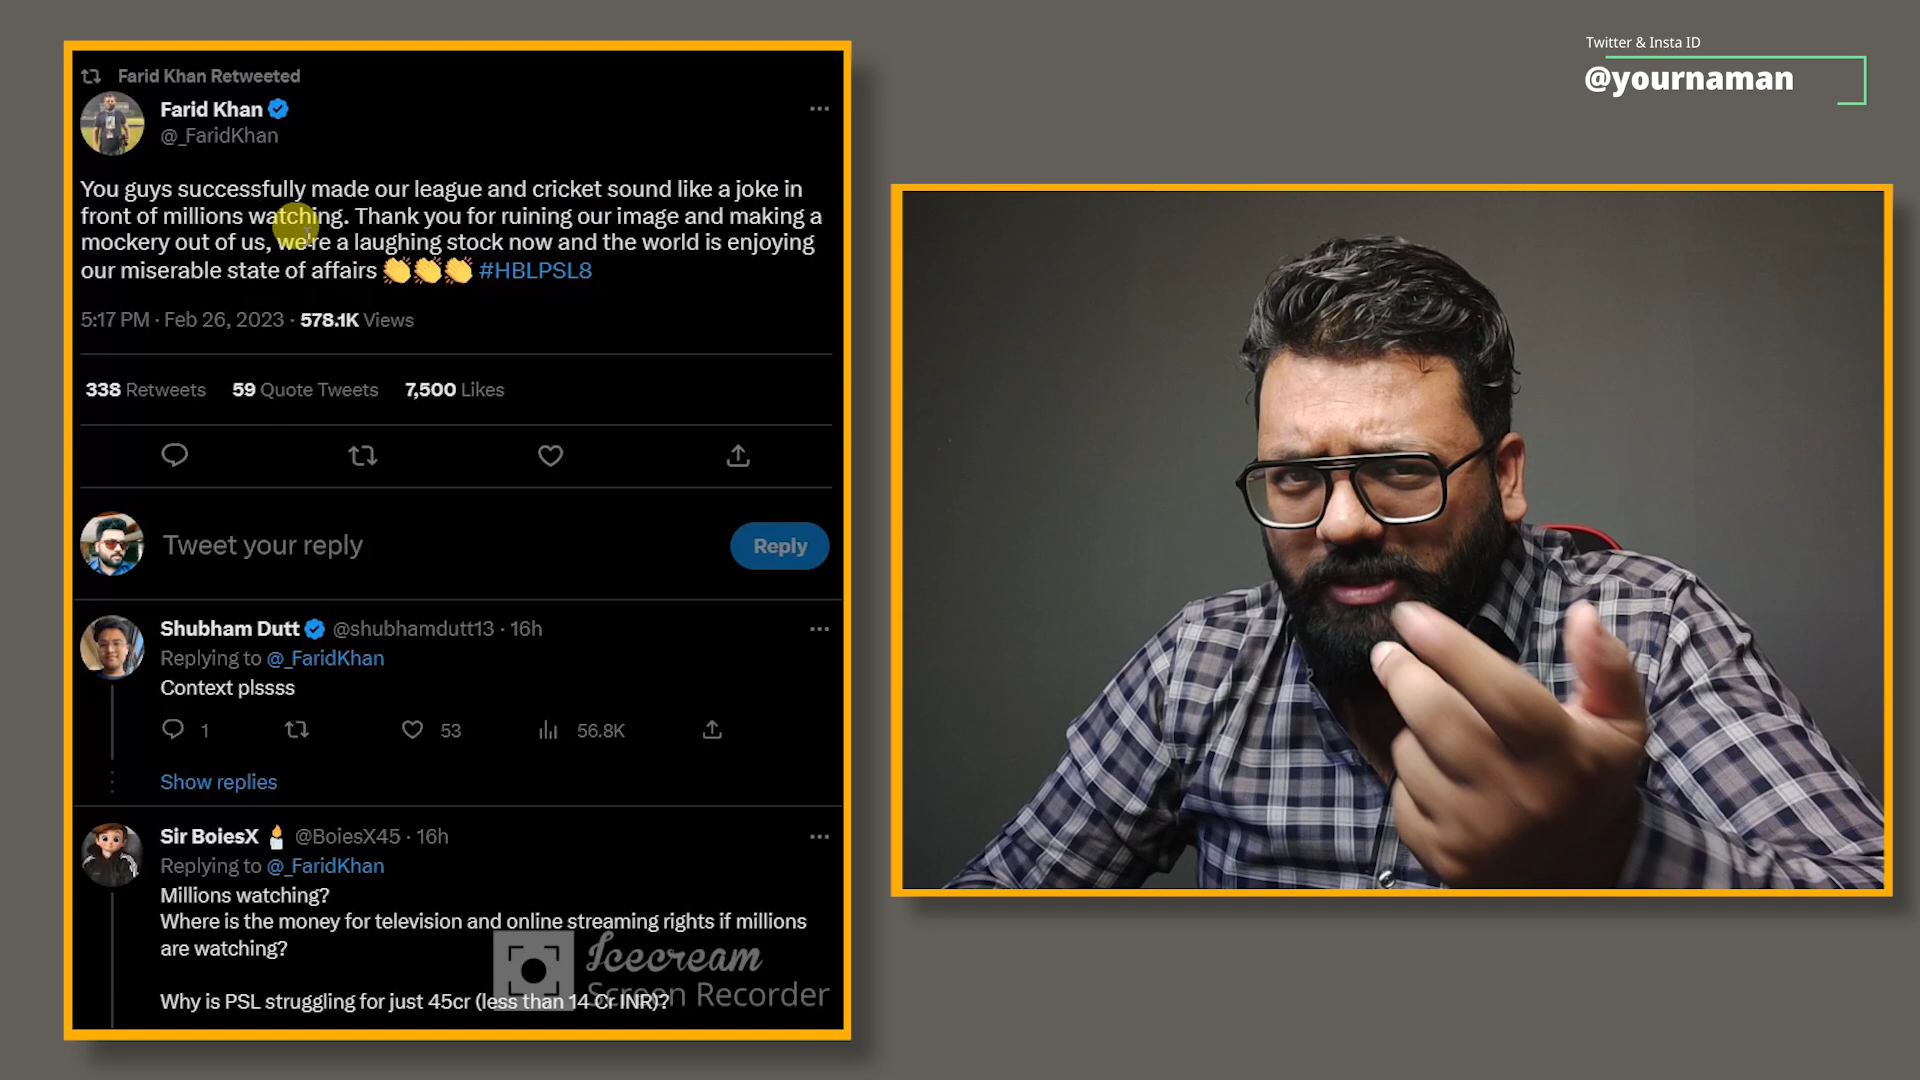 Twitter & Insta ID
@yournaman
Farid Khan Retweeted
Farid Khan
@_FaridKhan
You guys successfully made our league and cricket sound like a joke in
front of millions watching. Thank you for ruining our image and making a
mockery out of us, we're a laughing stock now and the world is enjoying
our miserable state of affairs 👏👏👏 #HBLPSL8
5:17 PM · Feb 26, 2023 · 578.1K Views
338 Retweets 59 Quote Tweets 7,500 Likes
Tweet your reply
Reply
Shubham Dutt @shubhamdutt13 · 16h
Replying to @_FaridKhan
Context plssss
1 53 56.8K
Show replies
Sir BoiesX 🕯️ @BoiesX45 · 16h
Replying to @_FaridKhan
Millions watching?
Where is the money for television and online streaming rights if millions
are watching?
Why is PSL struggling for just 45cr (less than 14 Cr INR)?
Icecream
Screen Recorder